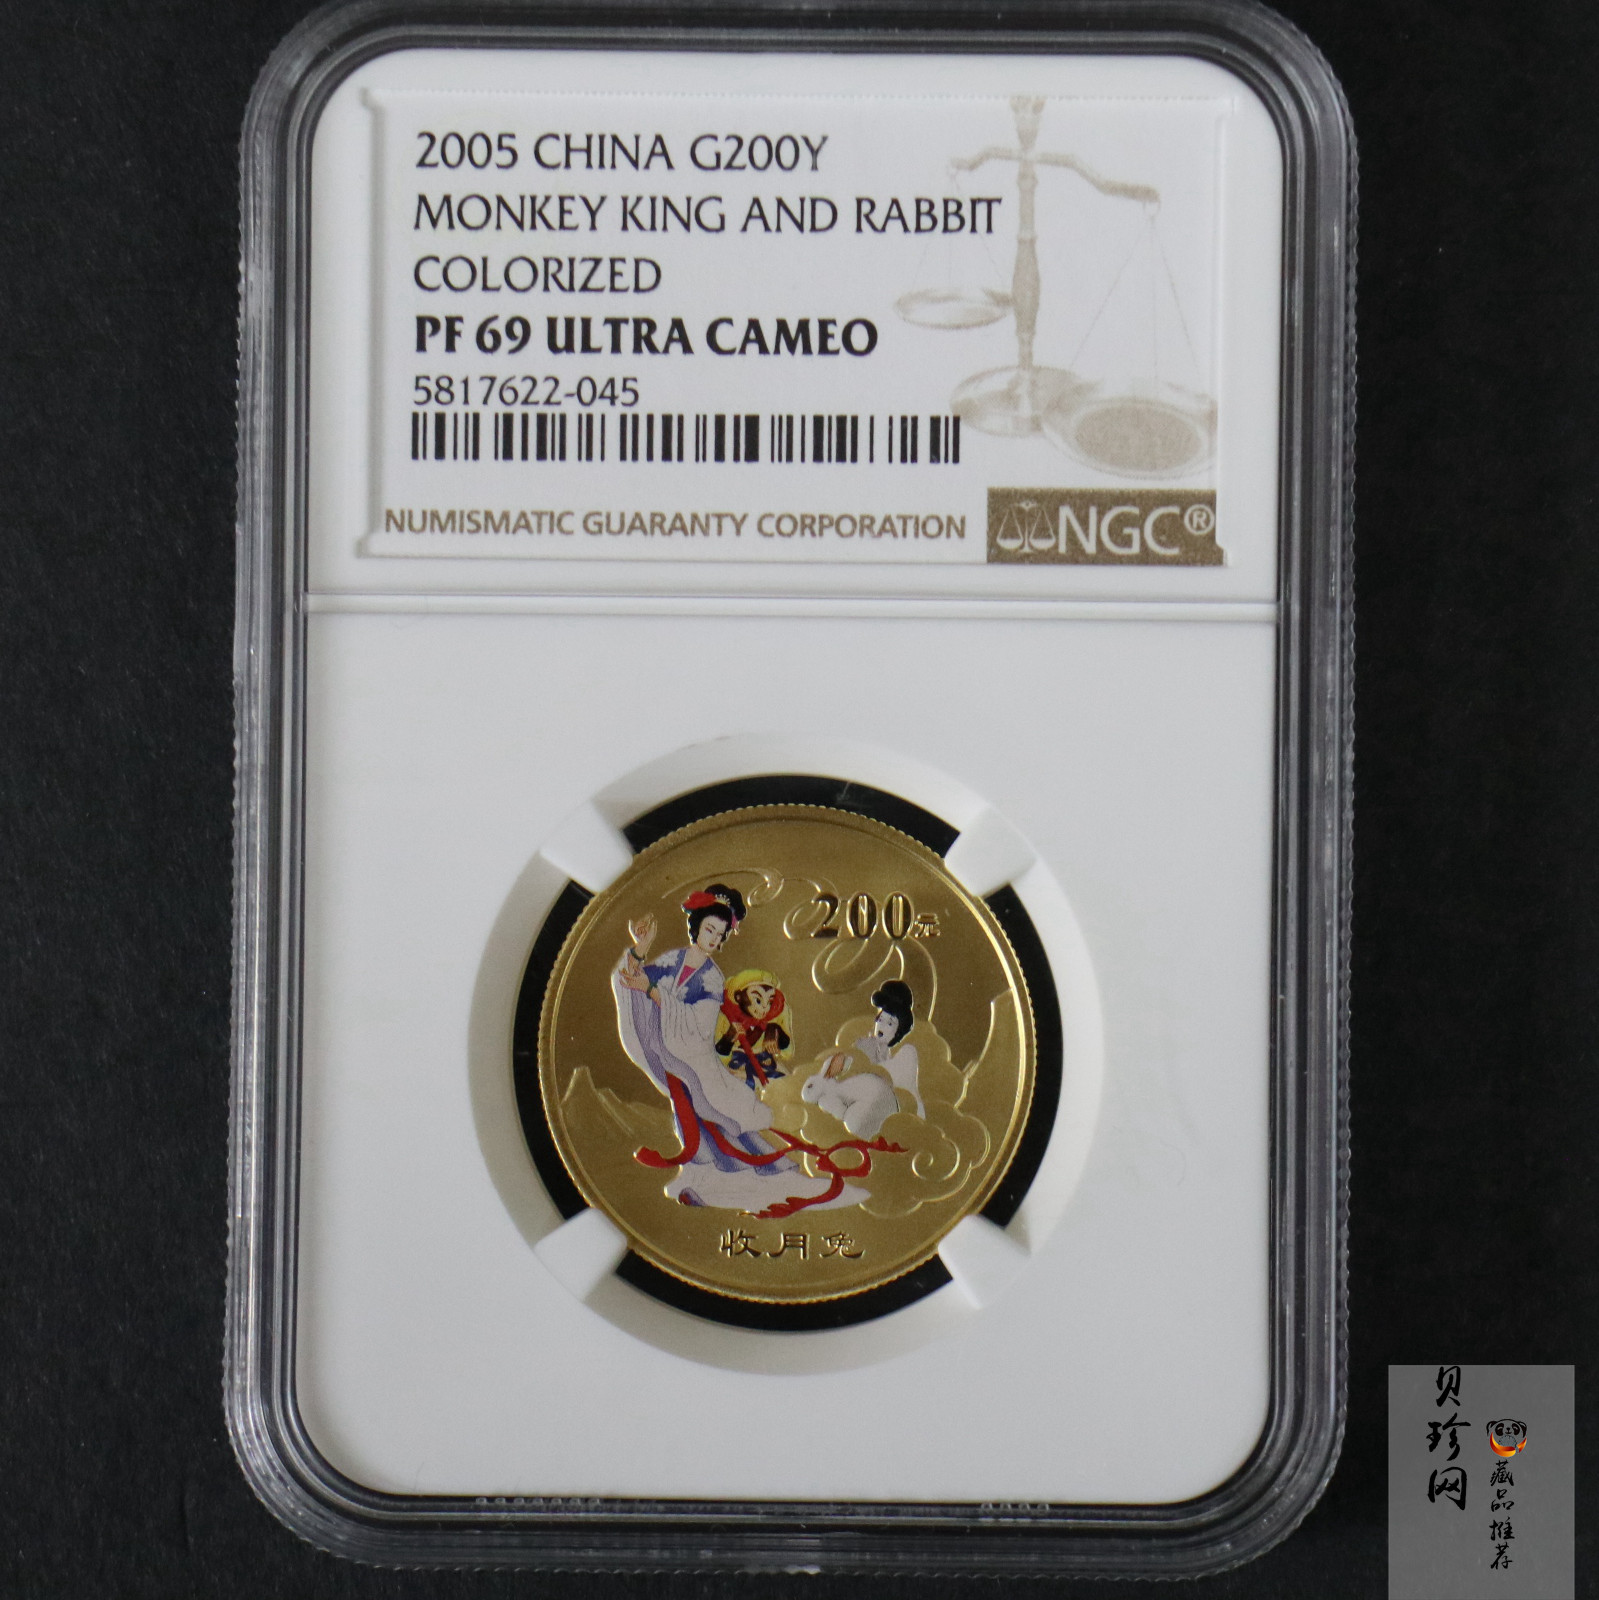 2005 CHINA G200Y
MONKEY KING AND RABBIT
COLORIZED
PF 69 ULTRA CAMEO
5817622-045
NUMISMATIC GUARANTY CORPORATION
NGC®
200元
收月兔
贝珍网
藏品推荐